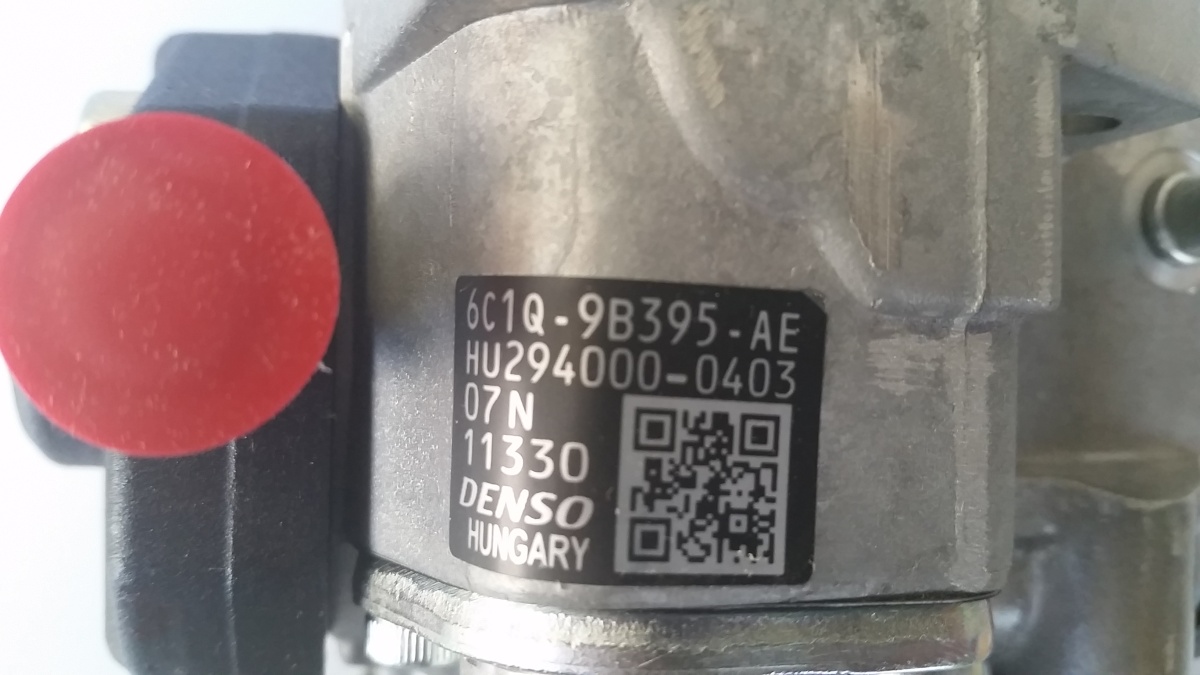 6C1Q-9B395-AE
HU294000-0403
07N
11330
DENSO
HUNGARY